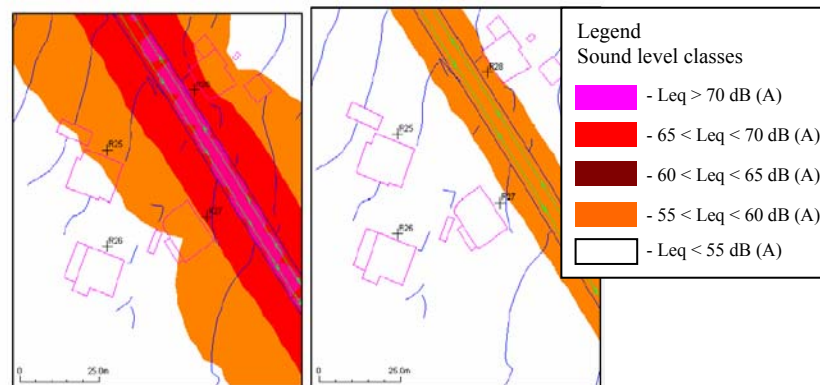 R25
R26
R27
0
25.0m
R28
R25
R27
R26
0
25.0m
Legend
Sound level classes
- Leq > 70 dB (A)
- 65 < Leq < 70 dB (A)
- 60 < Leq < 65 dB (A)
- 55 < Leq < 60 dB (A)
- Leq < 55 dB (A)